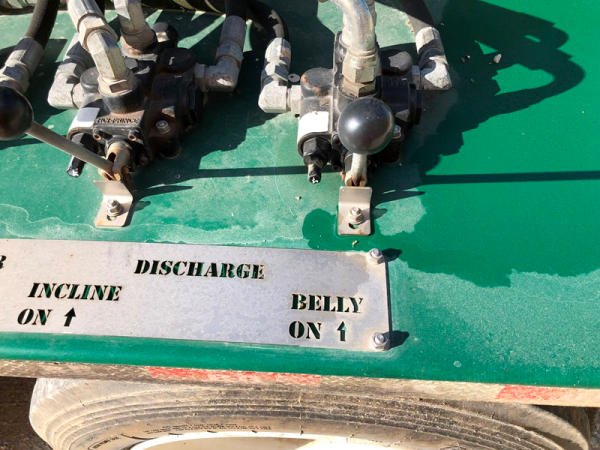 DISCHARGE
INCLINE
ON ↑
BELLY
ON ↑